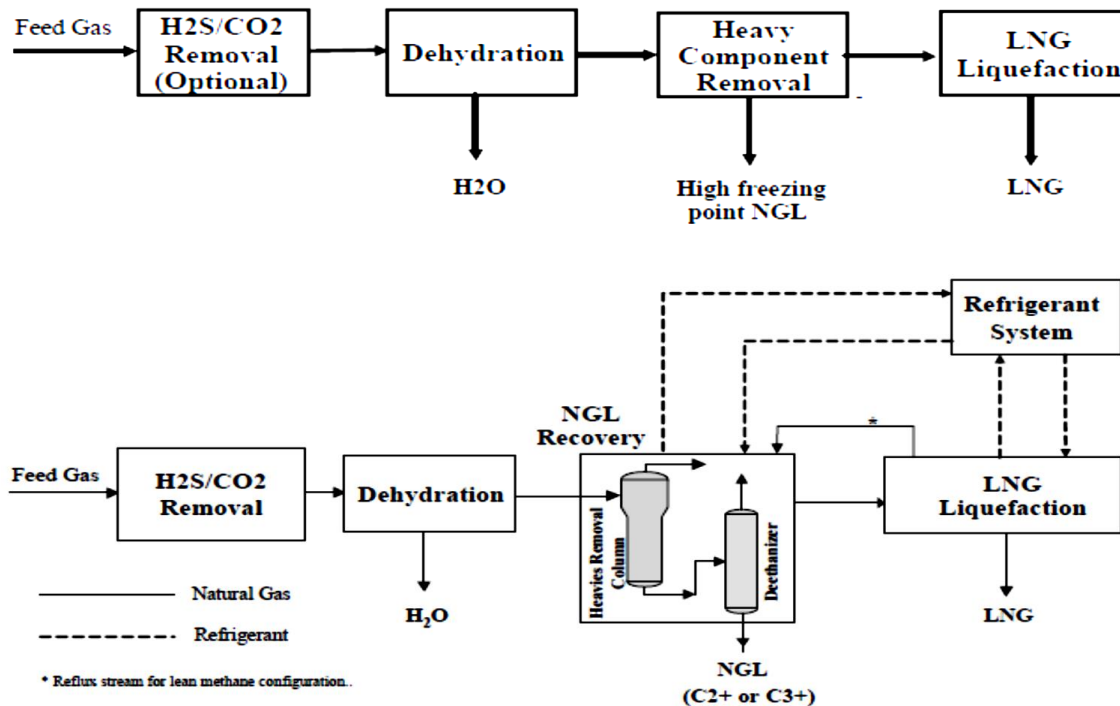 Feed Gas
H2S/CO2
Removal
(Optional)
Dehydration
Heavy
Component
Removal
LNG
Liquefaction
H2O
High freezing
point NGL
LNG
Refrigerant
System
NGL
Recovery
*
Feed Gas
H2S/CO2
Removal
Dehydration
Heavies Removal
Column
Deethanizer
LNG
Liquefaction
Natural Gas
Refrigerant
H₂O
LNG
NGL
(C2+ or C3+)
* Reflux stream for lean methane configuration..